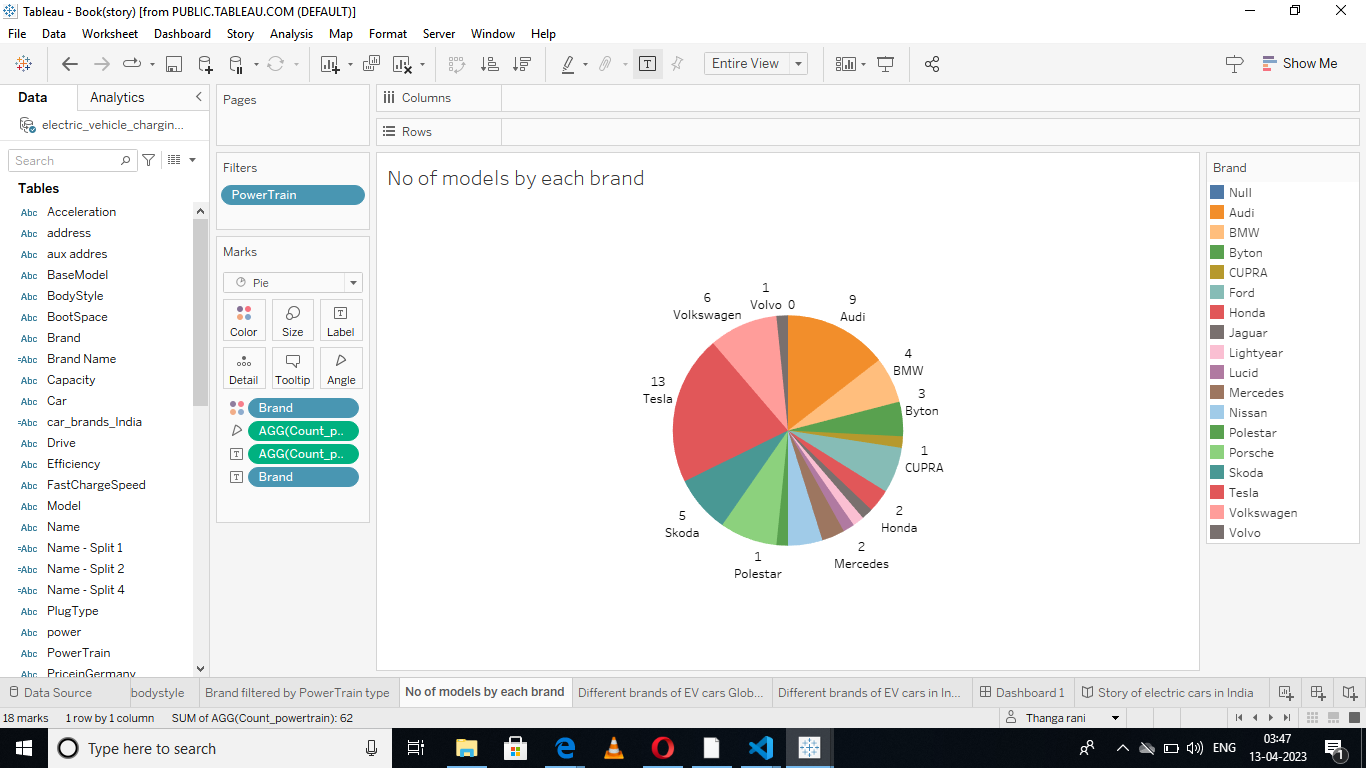 Tableau - Book(story) [from PUBLIC.TABLEAU.COM (DEFAULT)]
File Data Worksheet Dashboard Story Analysis Map Format Server Window Help
Entire View
Show Me
Data Analytics
electric_vehicle_chargin...
Search
Tables
Abc Acceleration
Abc address
Abc aux addres
Abc BaseModel
Abc BodyStyle
Abc BootSpace
Abc Brand
=Abc Brand Name
Abc Capacity
Abc Car
=Abc car_brands_India
Abc Drive
Abc Efficiency
Abc FastChargeSpeed
Abc Model
Abc Name
=Abc Name - Split 1
=Abc Name - Split 2
=Abc Name - Split 4
Abc PlugType
Abc power
Abc PowerTrain
Abc PriceinGermany
Pages
Filters
PowerTrain
Marks
Pie
Color Size Label
Detail Tooltip Angle
Brand
AGG(Count_p..
T AGG(Count_p..
T Brand
Columns
Rows
No of models by each brand
0
9
Audi
4
BMW
3
Byton
1
CUPRA
2
Honda
2
Mercedes
1
Polestar
5
Skoda
13
Tesla
6
Volkswagen
1
Volvo
Brand
Null
Audi
BMW
Byton
CUPRA
Ford
Honda
Jaguar
Lightyear
Lucid
Mercedes
Nissan
Polestar
Porsche
Skoda
Tesla
Volkswagen
Volvo
Data Source bodystyle Brand filtered by PowerTrain type No of models by each brand Different brands of EV cars Glob... Different brands of EV cars in In... Dashboard 1 Story of electric cars in India
18 marks 1 row by 1 column SUM of AGG(Count_powertrain): 62 Thanga rani
Type here to search
ENG
03:47
13-04-2023
1